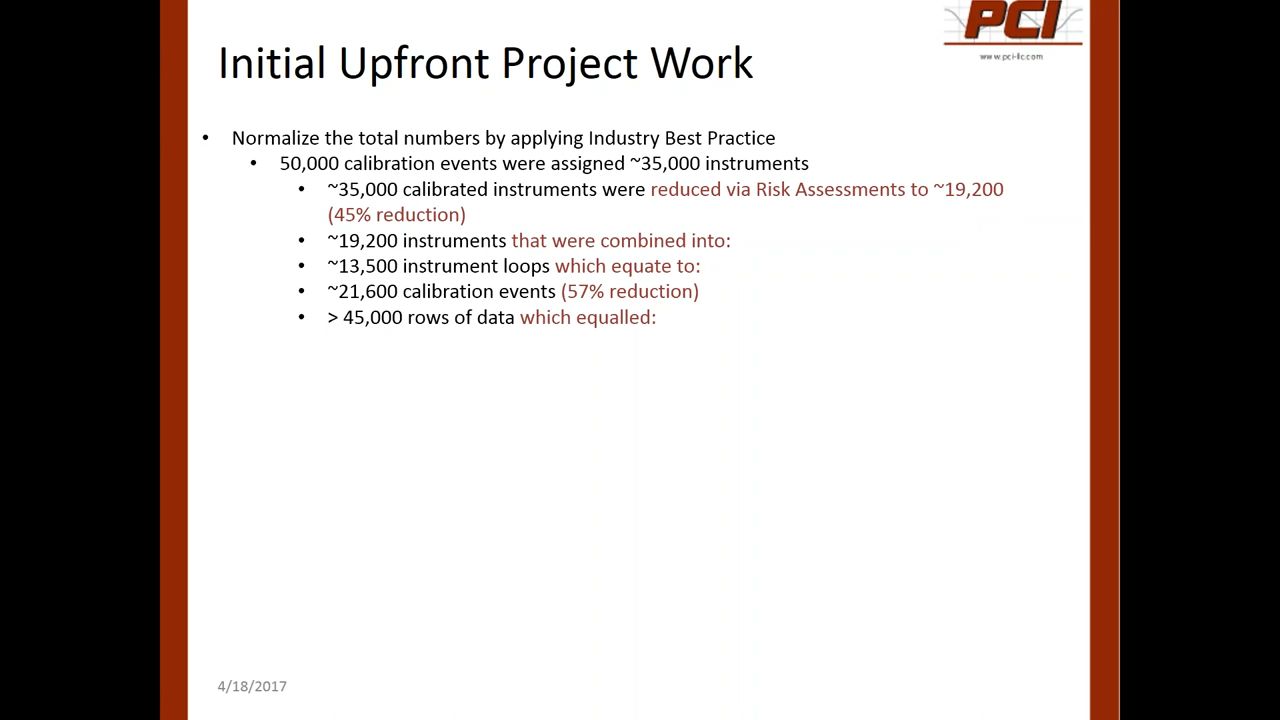 PCI
www.pci-llc.com
Initial Upfront Project Work
• Normalize the total numbers by applying Industry Best Practice
• 50,000 calibration events were assigned ~35,000 instruments
• ~35,000 calibrated instruments were reduced via Risk Assessments to ~19,200
(45% reduction)
• ~19,200 instruments that were combined into:
• ~13,500 instrument loops which equate to:
• ~21,600 calibration events (57% reduction)
• > 45,000 rows of data which equalled:
4/18/2017